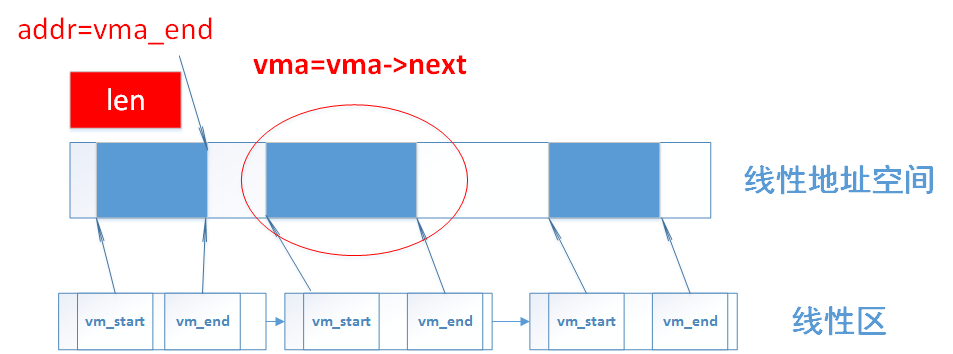 addr=vma_end
vma=vma->next
len
线性地址空间
vm_start vm_end vm_start vm_end vm_start vm_end
线性区